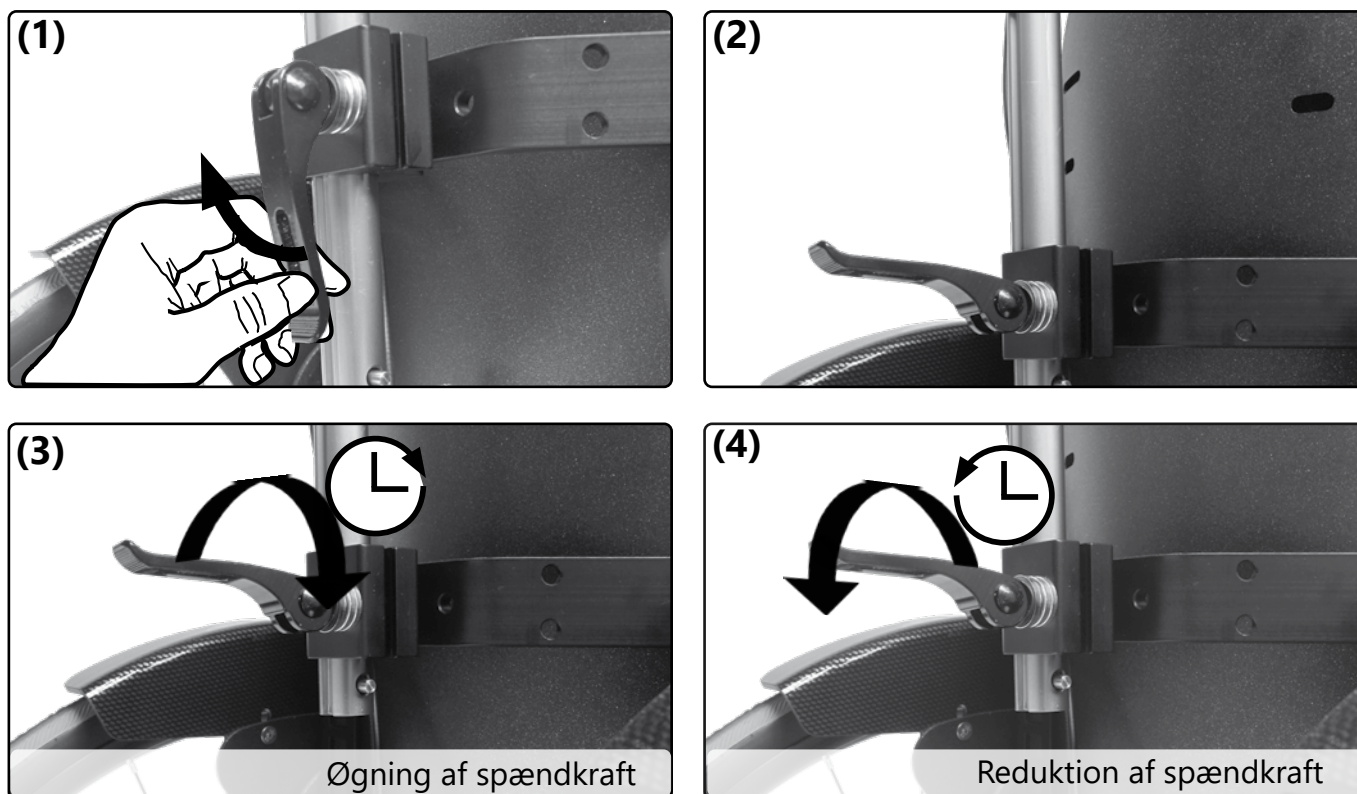 (1)
(2)
(3)
Øgning af spændkraft
(4)
Reduktion af spændkraft